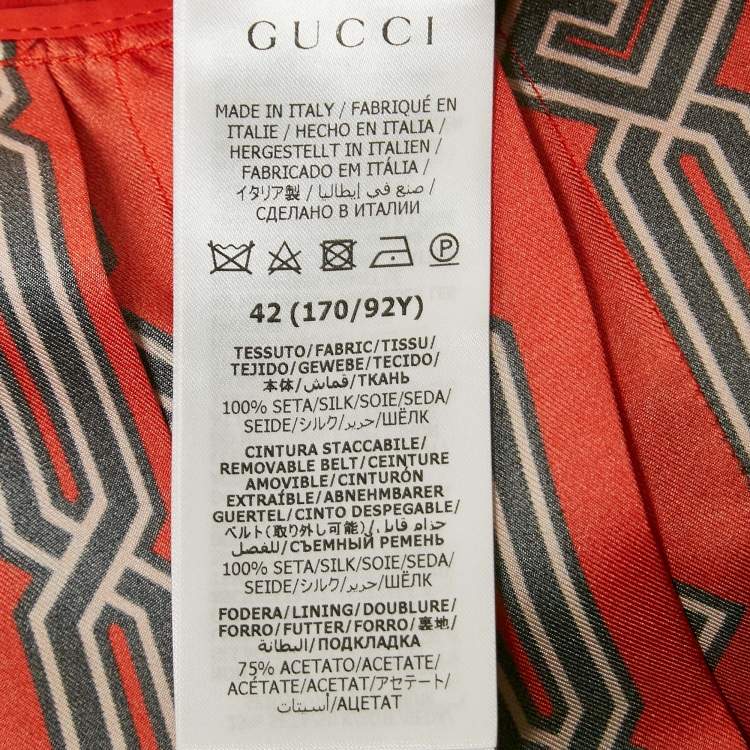 GUCCI
MADE IN ITALY / FABRIQUÉ EN
ITALIE / HECHO EN ITALIA /
HERGESTELLT IN ITALIEN /
FABRICADO EM ITÁLIA /
イタリア製 / صنع في إيطاليا /
СДЕЛАНО В ИТАЛИИ
P
42 (170/92Y)
TESSUTO/FABRIC/TISSU/
TEJIDO/GEWEBE/TECIDO/
本体/قماش/ТКАНЬ
100% SETA/SILK/SOIE/SEDA/
SEIDE/シルク/حرير/ШЁЛК
CINTURA STACCABILE/
REMOVABLE BELT/CEINTURE
AMOVIBLE/CINTURÓN
EXTRAÍBLE/ABNEHMBARER
GUERTEL/CINTO DESPEGABLE/
ベルト(取り外し可能)/حزام قابل
للفصل/СЪЕМНЫЙ РЕМЕНЬ
100% SETA/SILK/SOIE/SEDA/
SEIDE/シルク/حرير/ШЁЛК
FODERA/LINING/DOUBLURE/
FORRO/FUTTER/FORRO/裏地/
البطانة/ПОДКЛАДКА
75% ACETATO/ACETATE/
ACÉTATE/ACETAT/アセテート/
أسيتات/АЦЕТАТ